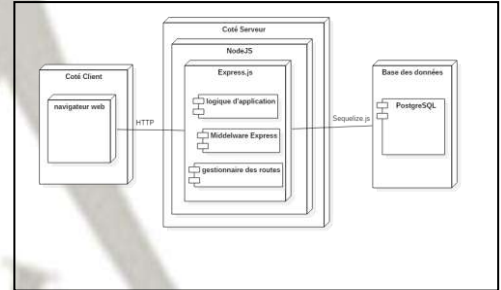 Coté Serveur
NodeJS
Express.js
Coté Client
Base des données
navigateur web
logique d'application
PostgreSQL
HTTP
Sequelize js
Middelware Express
gestionnaire des routes